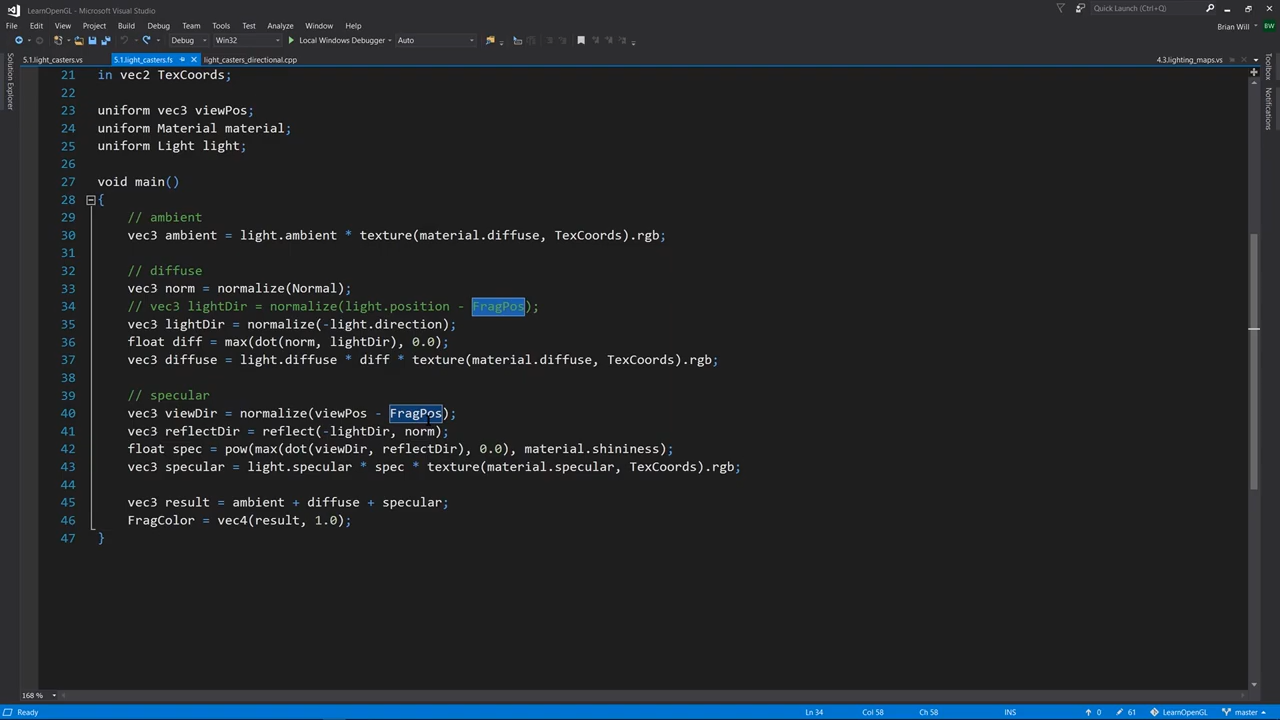 LearnOpenGL - Microsoft Visual Studio
Quick Launch (Ctrl+Q)
File Edit View Project Build Debug Team Tools Test Analyze Window Help
Brian Will BW
Debug Win32 Local Windows Debugger Auto
5.1.light_casters.vs 5.1.light_casters.fs light_casters_directional.cpp 4.3.lighting_maps.vs
Solution Explorer
Toolbox
Notifications
21 in vec2 TexCoords;
22
23 uniform vec3 viewPos;
24 uniform Material material;
25 uniform Light light;
26
27 void main()
28 {
29 // ambient
30 vec3 ambient = light.ambient * texture(material.diffuse, TexCoords).rgb;
31
32 // diffuse
33 vec3 norm = normalize(Normal);
34 // vec3 lightDir = normalize(light.position - FragPos);
35 vec3 lightDir = normalize(-light.direction);
36 float diff = max(dot(norm, lightDir), 0.0);
37 vec3 diffuse = light.diffuse * diff * texture(material.diffuse, TexCoords).rgb;
38
39 // specular
40 vec3 viewDir = normalize(viewPos - FragPos);
41 vec3 reflectDir = reflect(-lightDir, norm);
42 float spec = pow(max(dot(viewDir, reflectDir), 0.0), material.shininess);
43 vec3 specular = light.specular * spec * texture(material.specular, TexCoords).rgb;
44
45 vec3 result = ambient + diffuse + specular;
46 FragColor = vec4(result, 1.0);
47 }
168 %
Ready Ln 34 Col 58 Ch 58 INS 0 61 LearnOpenGL master